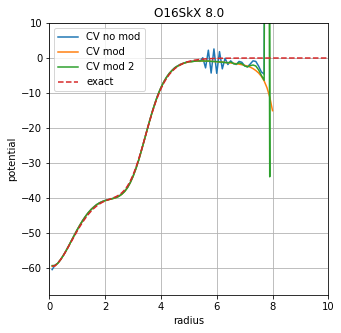 O16SkX 8.0
CV no mod
CV mod
CV mod 2
exact
potential
10
0
−10
−20
−30
−40
−50
−60
0 2 4 6 8 10
radius